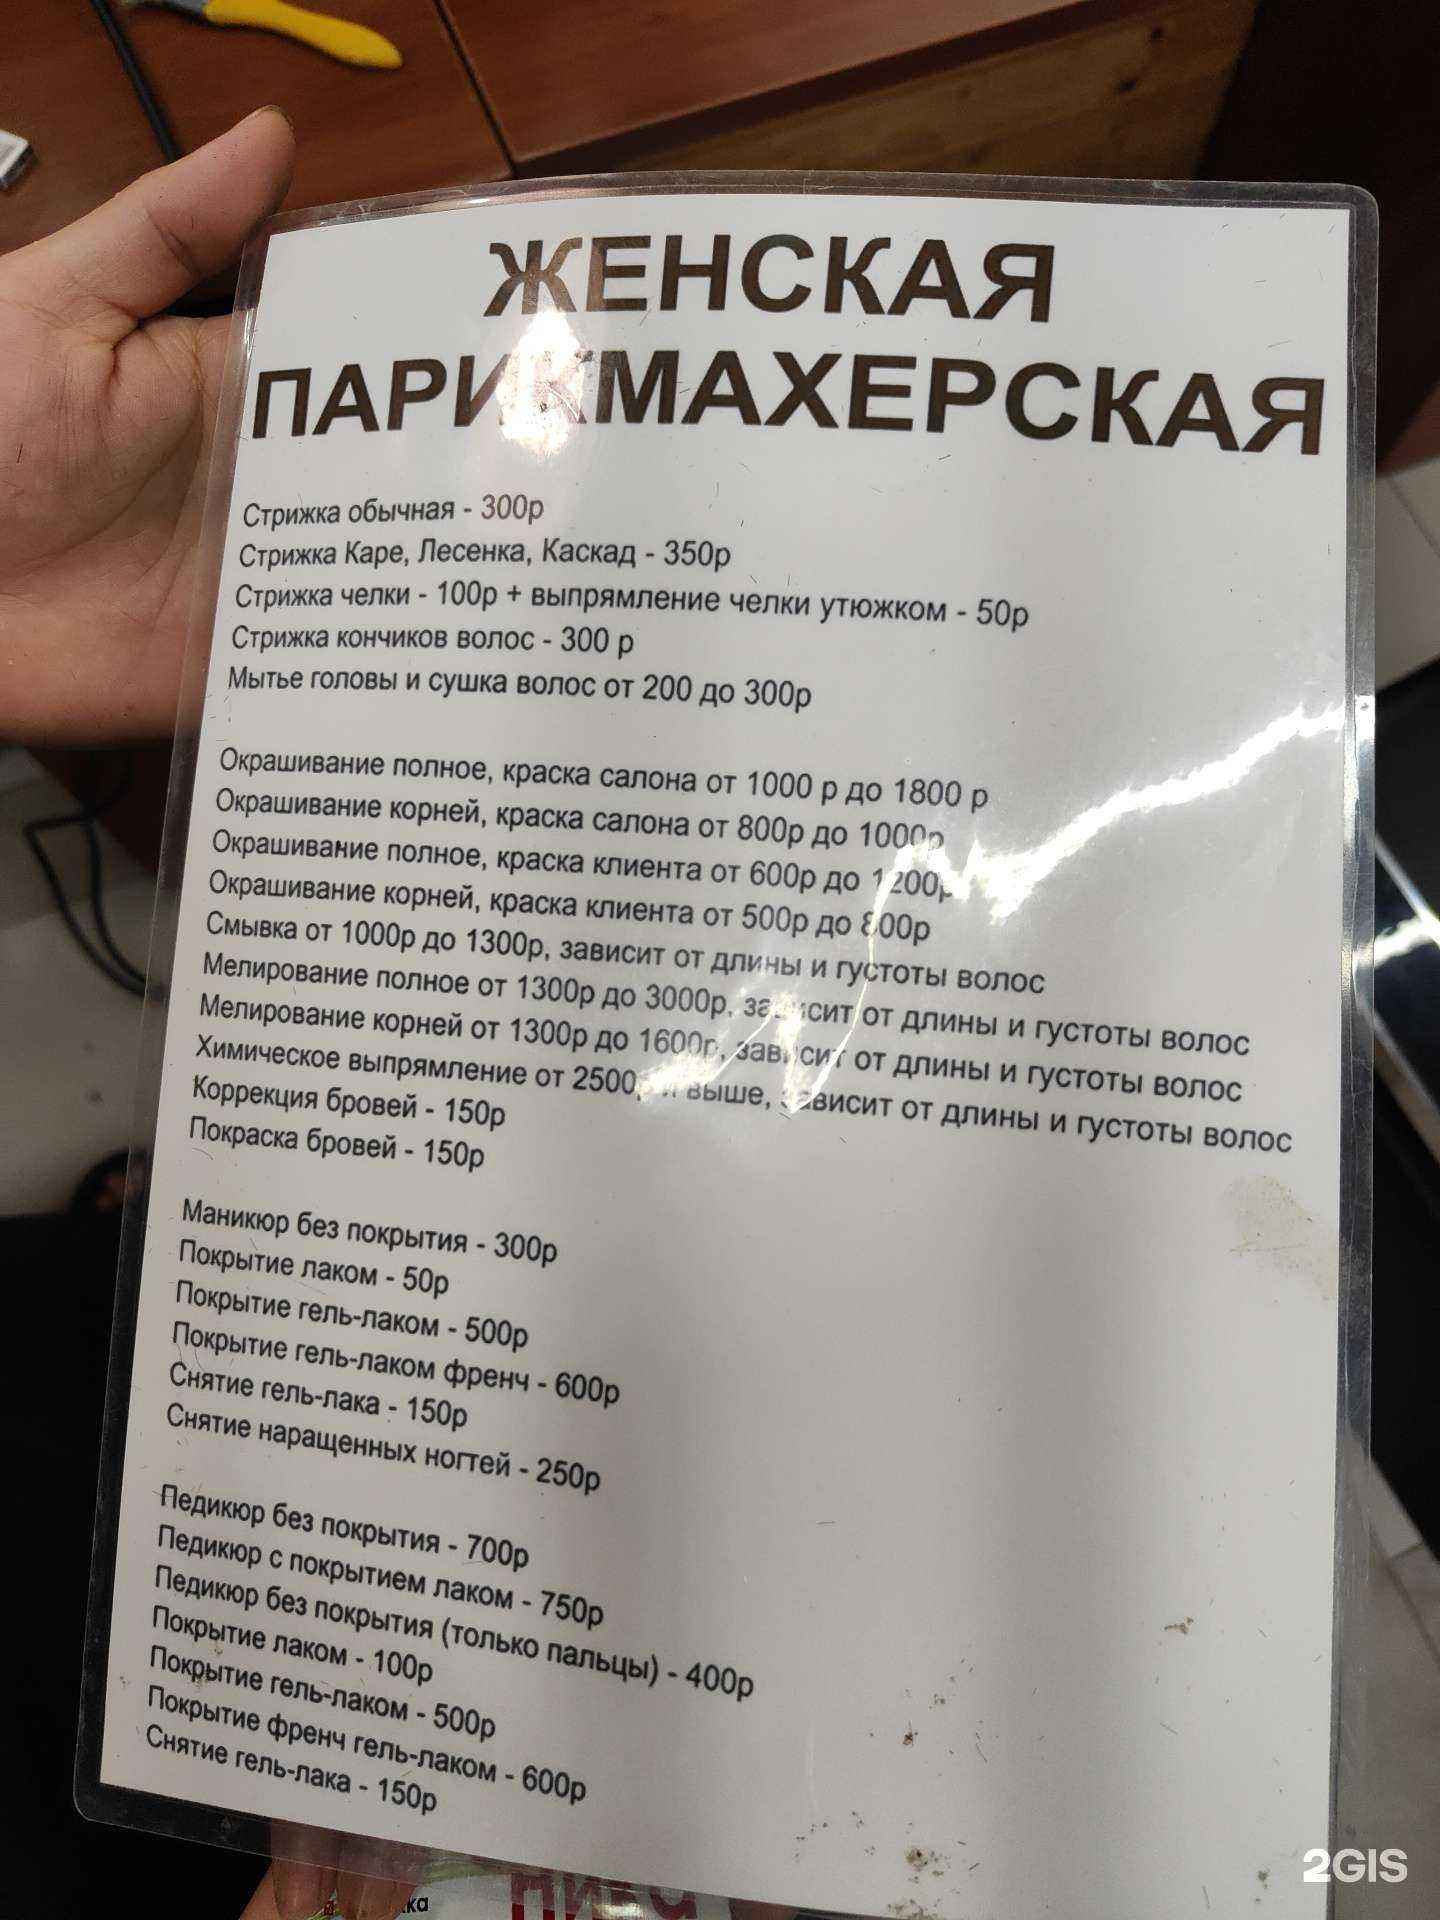 ЖЕНСКАЯ
ПАРИКМАХЕРСКАЯ
Стрижка обычная - 300р
Стрижка Каре, Лесенка, Каскад - 350р
Стрижка челки - 100р + выпрямление челки утюжком - 50р
Стрижка кончиков волос - 300 р
Мытье головы и сушка волос от 200 до 300р
Окрашивание полное, краска салона от 1000 р до 1800 р
Окрашивание корней, краска салона от 800р до 1000р
Окрашивание полное, краска клиента от 600р до 1200р
Окрашивание корней, краска клиента от 500р до 800р
Смывка от 1000р до 1300р, зависит от длины и густоты волос
Мелирование полное от 1300р до 3000р, зависит от длины и густоты волос
Мелирование корней от 1300р до 1600р, зависит от длины и густоты волос
Химическое выпрямление от 2500р и выше, зависит от длины и густоты волос
Коррекция бровей - 150р
Покраска бровей - 150р
Маникюр без покрытия - 300р
Покрытие лаком - 50р
Покрытие гель-лаком - 500р
Покрытие гель-лаком френч - 600р
Снятие гель-лака - 150р
Снятие наращенных ногтей - 250р
Педикюр без покрытия - 700р
Педикюр с покрытием лаком - 750р
Педикюр без покрытия (только пальцы) - 400р
Покрытие лаком - 100р
Покрытие гель-лаком - 500р
Покрытие френч гель-лаком - 600р
Снятие гель-лака - 150р
2GIS